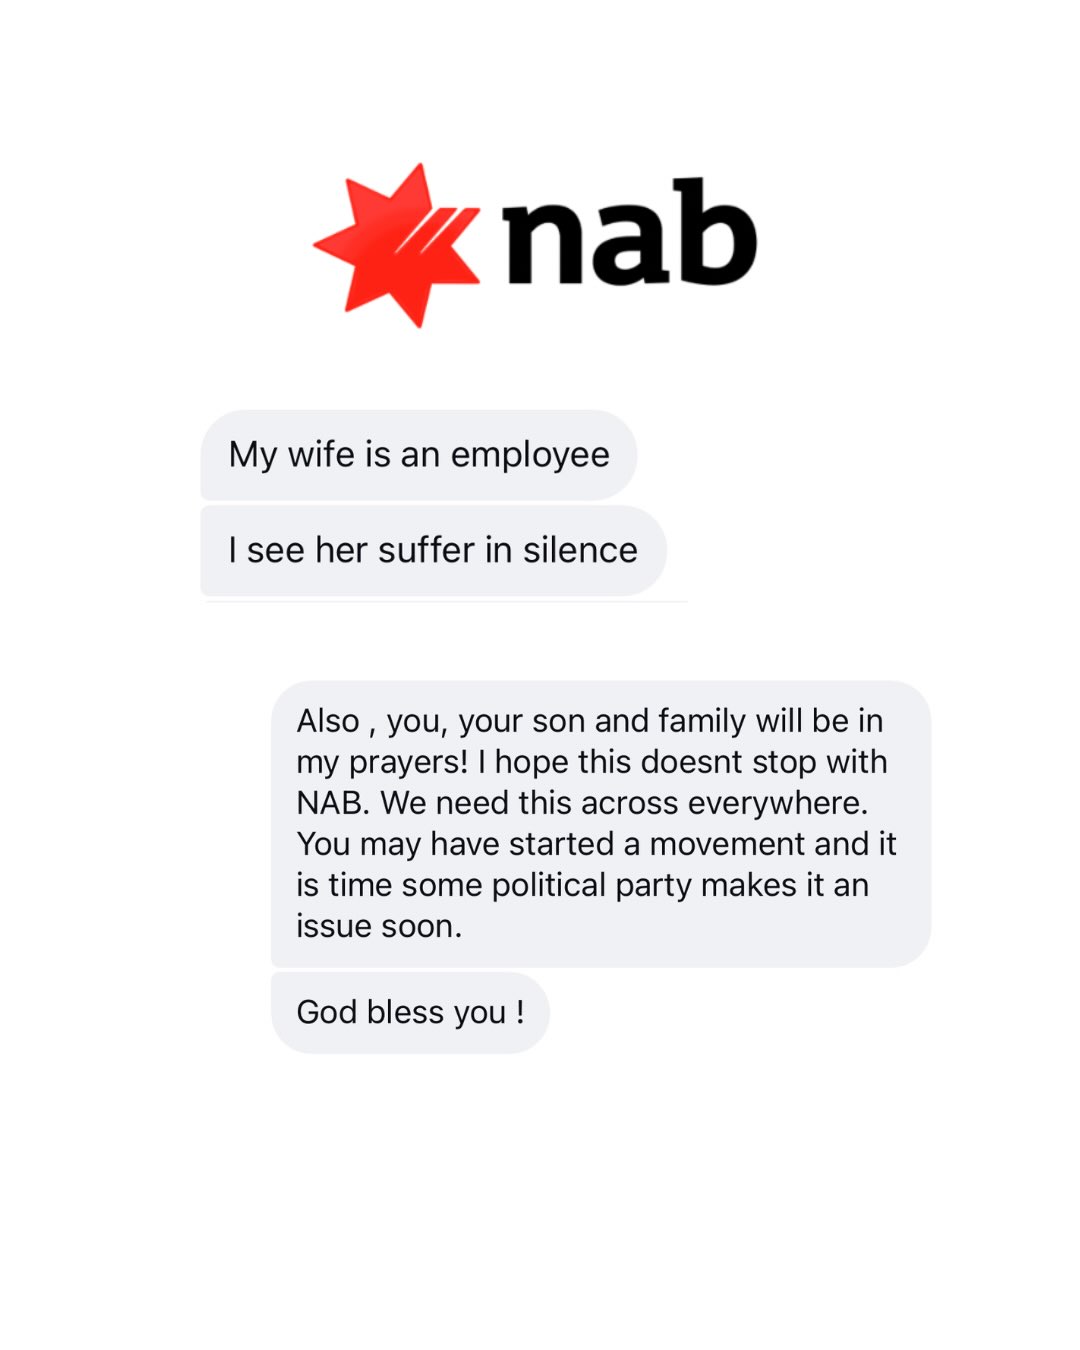 nab
My wife is an employee
I see her suffer in silence
Also , you, your son and family will be in
my prayers! I hope this doesnt stop with
NAB. We need this across everywhere.
You may have started a movement and it
is time some political party makes it an
issue soon.
God bless you !